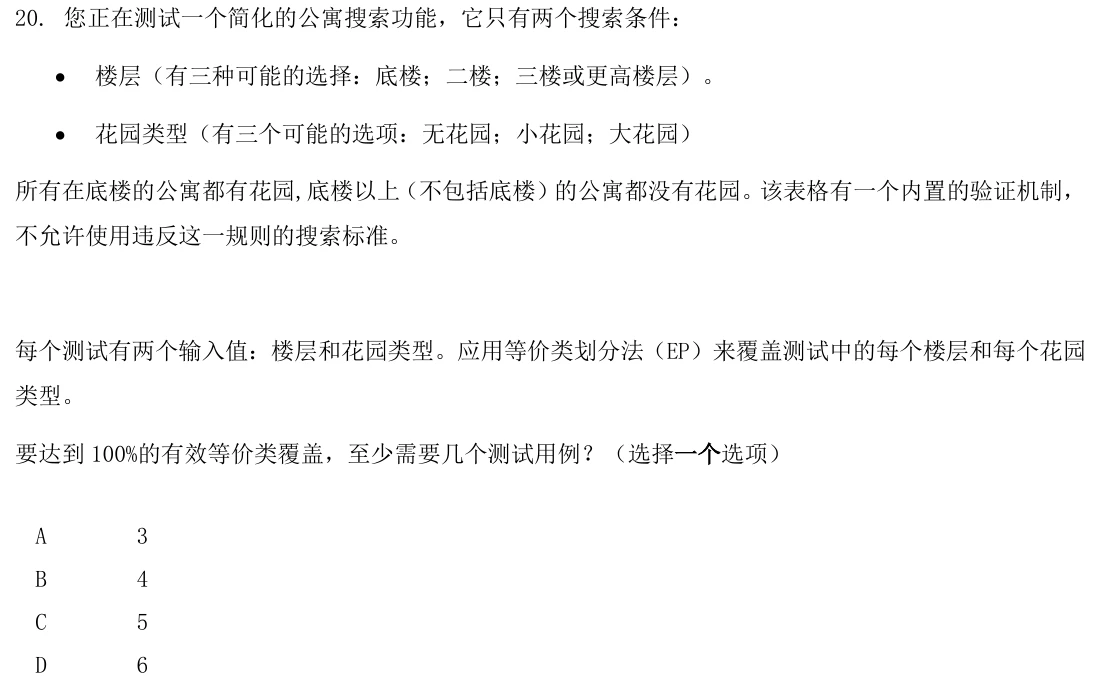 20. 您正在测试一个简化的公寓搜索功能，它只有两个搜索条件：
• 楼层（有三种可能的选择：底楼；二楼；三楼或更高楼层）。
• 花园类型（有三个可能的选项：无花园；小花园；大花园）
所有在底楼的公寓都有花园,底楼以上（不包括底楼）的公寓都没有花园。该表格有一个内置的验证机制，
不允许使用违反这一规则的搜索标准。
每个测试有两个输入值：楼层和花园类型。应用等价类划分法（EP）来覆盖测试中的每个楼层和每个花园
类型。
要达到 100%的有效等价类覆盖，至少需要几个测试用例？（选择一个选项）
A 3
B 4
C 5
D 6